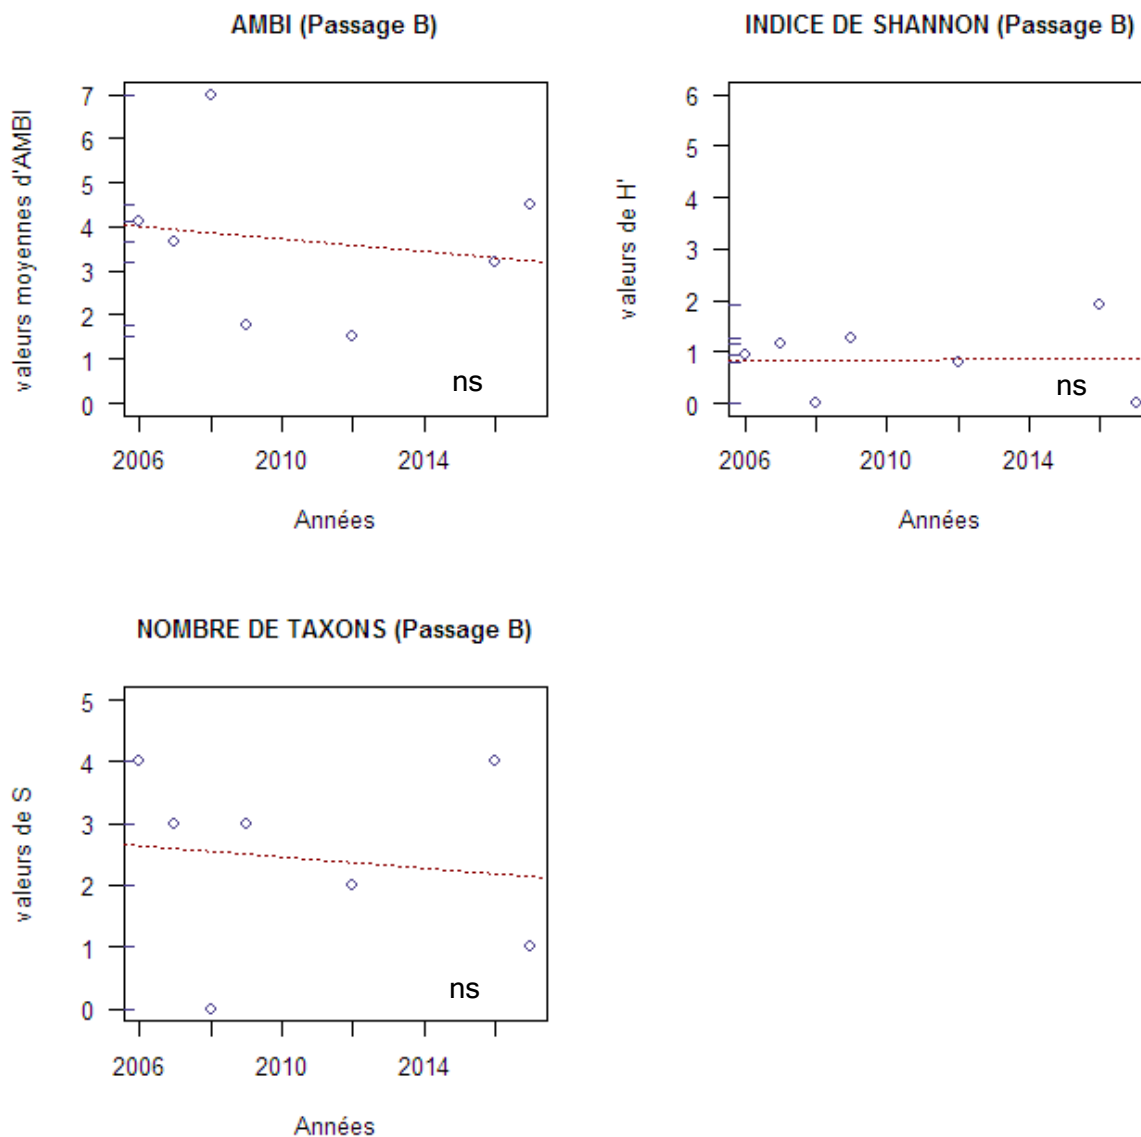 AMBI (Passage B)
valeurs moyennes d'AMBI
7
6
5
4
3
2
1
0
ns
2006 2010 2014
Années
INDICE DE SHANNON (Passage B)
valeurs de H'
6
5
4
3
2
1
0
ns
2006 2010 2014
Années
NOMBRE DE TAXONS (Passage B)
valeurs de S
5
4
3
2
1
0
ns
2006 2010 2014
Années